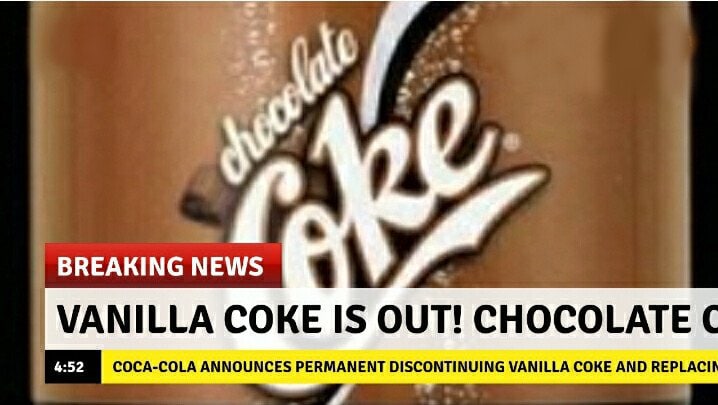 chocolate
Coke®
BREAKING NEWS
VANILLA COKE IS OUT! CHOCOLATE C
4:52 COCA-COLA ANNOUNCES PERMANENT DISCONTINUING VANILLA COKE AND REPLACIN